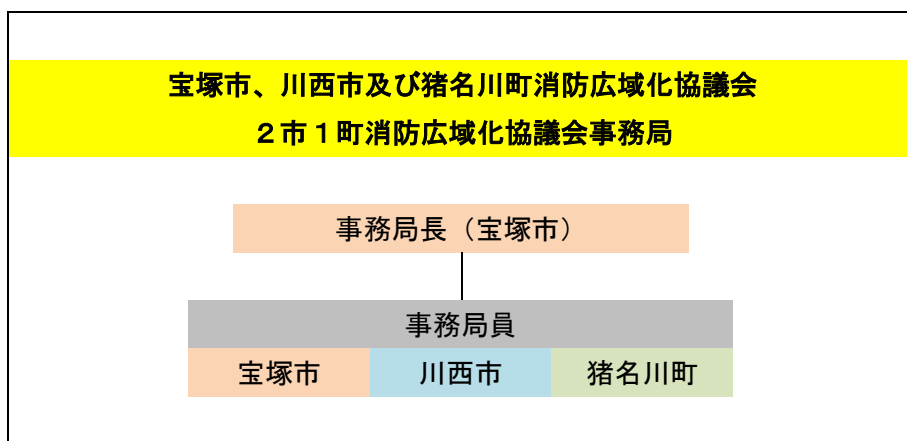 宝塚市、川西市及び猪名川町消防広域化協議会
２市１町消防広域化協議会事務局
事務局長（宝塚市）
事務局員
宝塚市 川西市 猪名川町